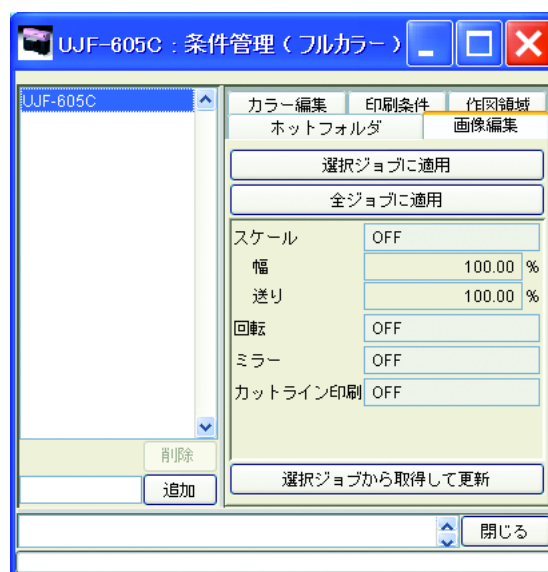 UJF-605C : 条件管理 ( フルカラー )
UJF-605C
カラー編集 印刷条件 作図領域
ホットフォルダ 画像編集
選択ジョブに適用
全ジョブに適用
スケール OFF
幅 100.00 %
送り 100.00 %
回転 OFF
ミラー OFF
カットライン印刷 OFF
削除
追加
選択ジョブから取得して更新
閉じる